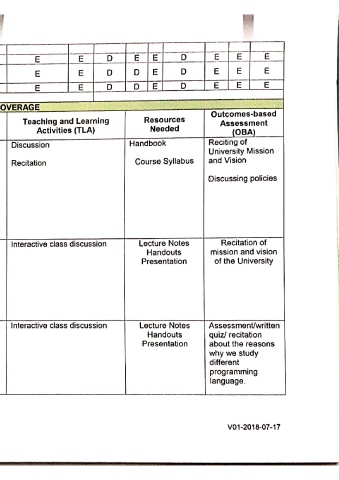 E E D E E D E E E
E E D D E D E E E
E E D D E D E E E
OVERAGE
Teaching and Learning Activities (TLA)
Resources Needed
Outcomes-based Assessment (OBA)
Discussion
Recitation
Handbook
Course Syllabus
Reciting of
University Mission
and Vision
Discussing policies
Interactive class discussion
Lecture Notes
Handouts
Presentation
Recitation of
mission and vision
of the University
Interactive class discussion
Lecture Notes
Handouts
Presentation
Assessment/written
quiz/ recitation
about the reasons
why we study
different
programming
language.
V01-2018-07-17